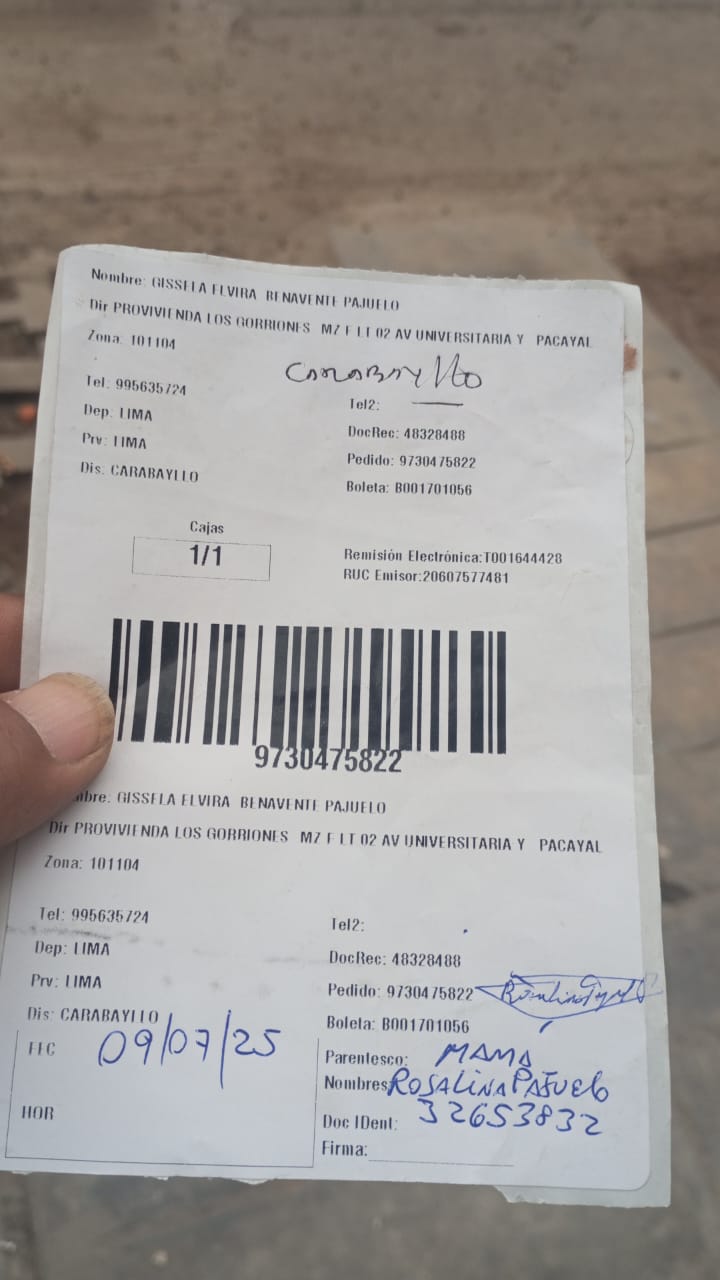 Nombre: GISSELA ELVIRA BENAVENTE PAJUELO
Dir PROVIVIENDA LOS GORRIONES MZ F LT 02 AV UNIVERSITARIA Y PACAYAL
Zona: 101104
CARABAYLLO
Tel: 995635724 Tel2:
Dep: LIMA DocRec: 48328488
Prv: LIMA Pedido: 9730475822
Dis: CARABAYLLO Boleta: B001701056
Cajas
1/1
Remisión Electrónica:T001644428
RUC Emisor:20607577481
9730475822
mbre: GISSELA ELVIRA BENAVENTE PAJUELO
Dir PROVIVIENDA LOS GORRIONES MZ F LT 02 AV UNIVERSITARIA Y PACAYAL
Zona: 101104
Tel: 995635724 Tel2:
Dep: LIMA DocRec: 48328488
Prv: LIMA Pedido: 9730475822
Dis: CARABAYLLO Boleta: B001701056
FEC 09/07/25 Parentesco: MAMÁ
Nombres ROSALINA PAJUELO
HOR Doc IDent: 32653832
Firma: